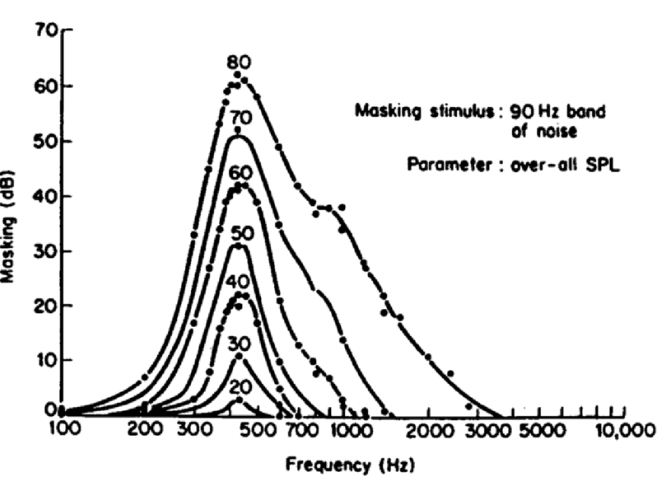 70
60
50
40
30
20
10
0
Masking (dB)
80
70
60
50
40
30
20
Masking stimulus : 90 Hz band
of noise
Parameter : over-all SPL
100 200 300 500 700 1000 2000 3000 5000 10,000
Frequency (Hz)